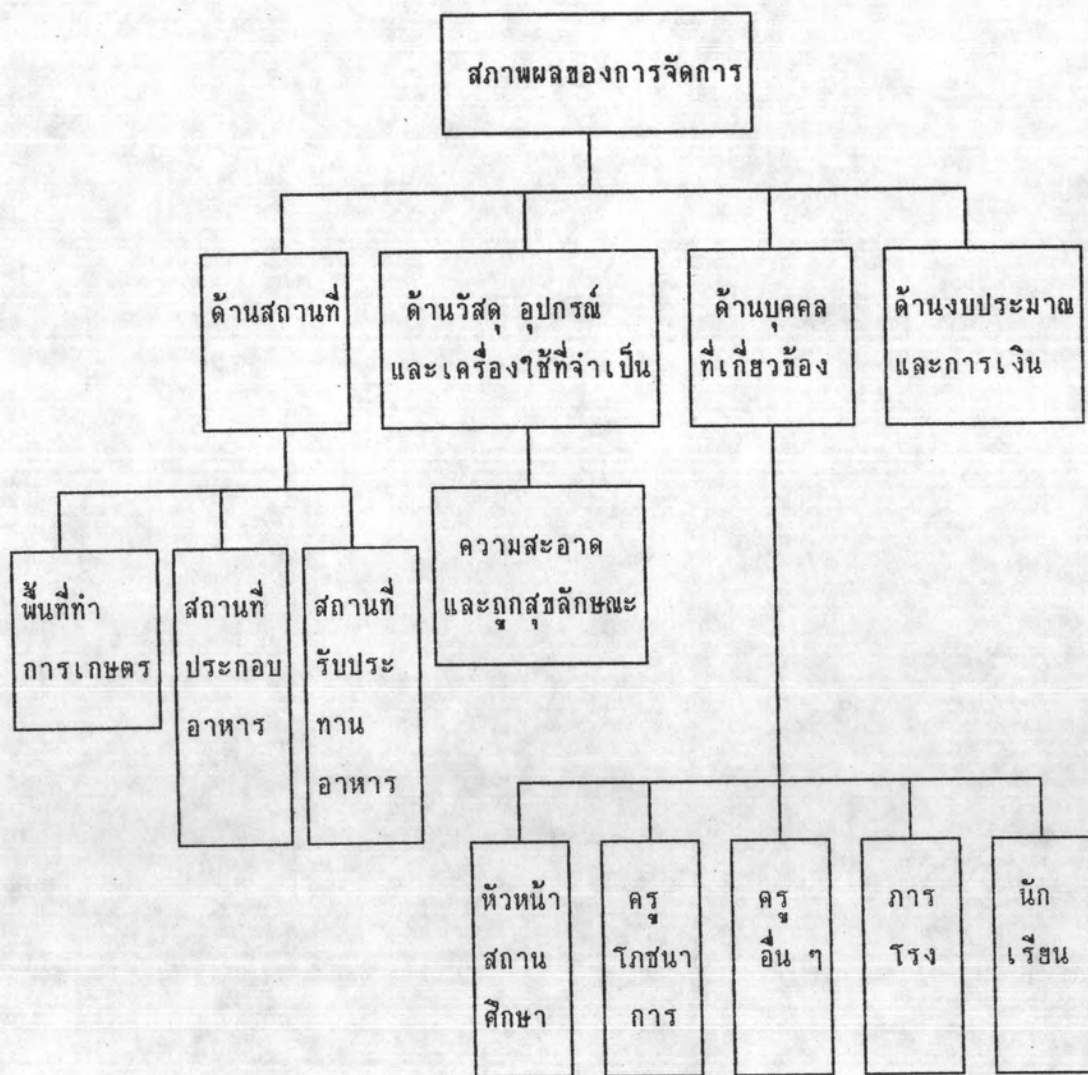 สภาพผลของการจัดการ
ด้านสถานที่
ด้านวัสดุ อุปกรณ์
และเครื่องใช้ที่จำเป็น
ด้านบุคคล
ที่เกี่ยวข้อง
ด้านงบประมาณ
และการเงิน
พื้นที่ทำ
การเกษตร
สถานที่
ประกอบ
อาหาร
สถานที่
รับประ
ทาน
อาหาร
ความสะอาด
และถูกสุขลักษณะ
หัวหน้า
สถาน
ศึกษา
ครู
โภชนา
การ
ครู
อื่น ๆ
ภาร
โรง
นัก
เรียน